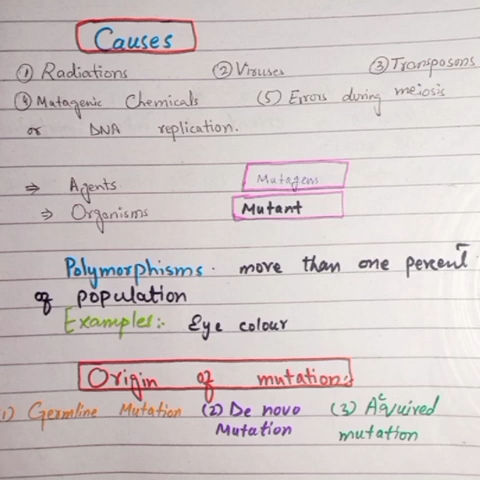 Causes
① Radiations ② Viruses ③ Transposons
④ Mutagenic Chemicals (5) Errors during meiosis
or DNA replication.
⇒ Agents Mutagens
⇒ Organisms Mutant
Polymorphisms. more than one percent
of population
Examples:- Eye colour
Origin of mutation:
1) Germline Mutation (2) De novo Mutation (3) Acquired mutation